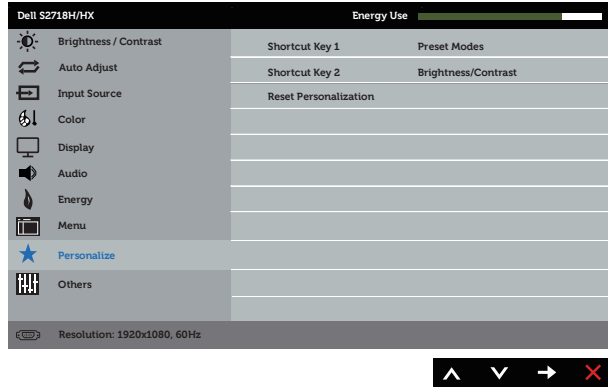 Dell S2718H/HX Energy Use
Brightness / Contrast
Auto Adjust
Input Source
Color
Display
Audio
Energy
Menu
Personalize
Others
Shortcut Key 1 Preset Modes
Shortcut Key 2 Brightness/Contrast
Reset Personalization
Resolution: 1920x1080, 60Hz